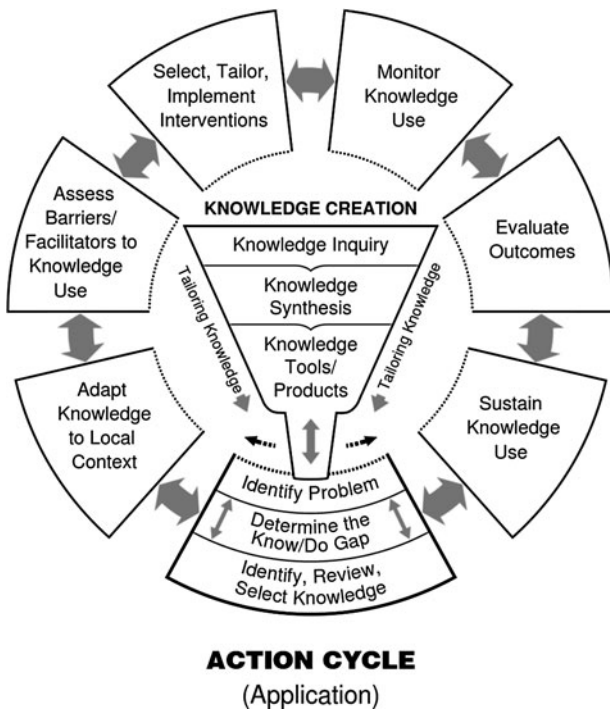 Select, Tailor,
Implement
Interventions
Monitor
Knowledge
Use
Assess
Barriers/
Facilitators to
Knowledge
Use
Evaluate
Outcomes
KNOWLEDGE CREATION
Knowledge Inquiry
Knowledge
Synthesis
Knowledge
Tools/
Products
Tailoring Knowledge
Tailoring Knowledge
Adapt
Knowledge
to Local
Context
Sustain
Knowledge
Use
Identify Problem
Determine the
Know/Do Gap
Identify, Review,
Select Knowledge
ACTION CYCLE
(Application)